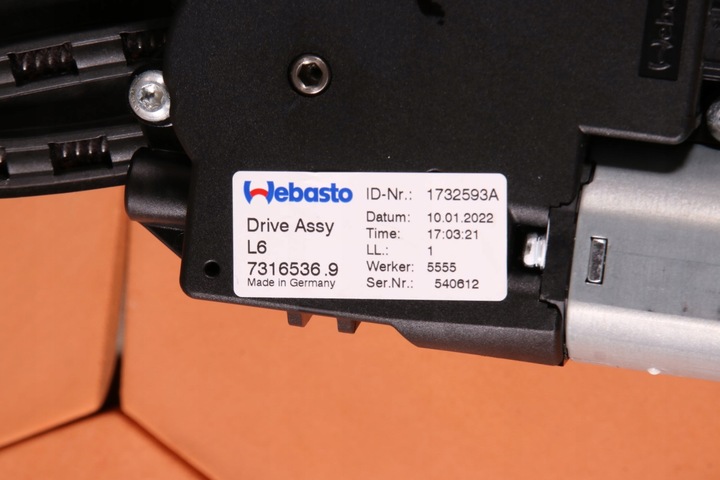 Webasto
Webasto
Drive Assy
L6
7316536.9
Made in Germany
ID-Nr.: 1732593A
Datum: 10.01.2022
Time: 17:03:21
LL.: 1
Werker: 5555
Ser.Nr.: 540612